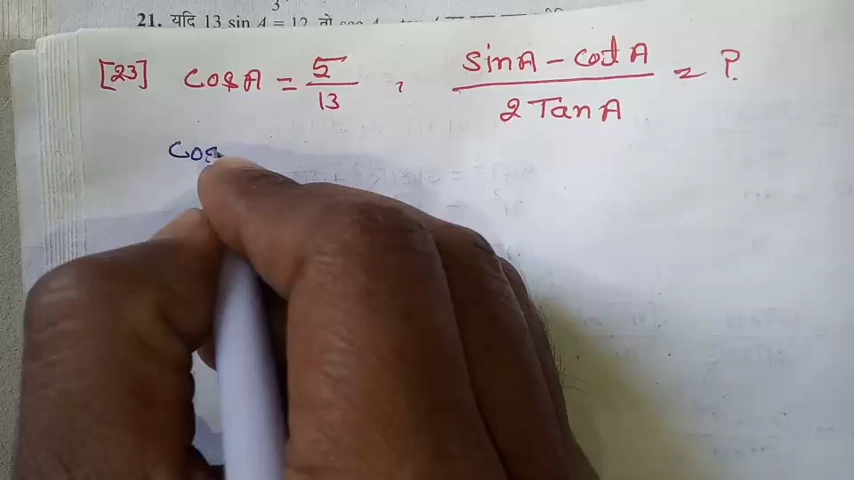 21. यदि 13 sin A = 12, तो
[23] cosA = 5/13 , (sinA - cotA)/(2 TanA) = ?
Cos